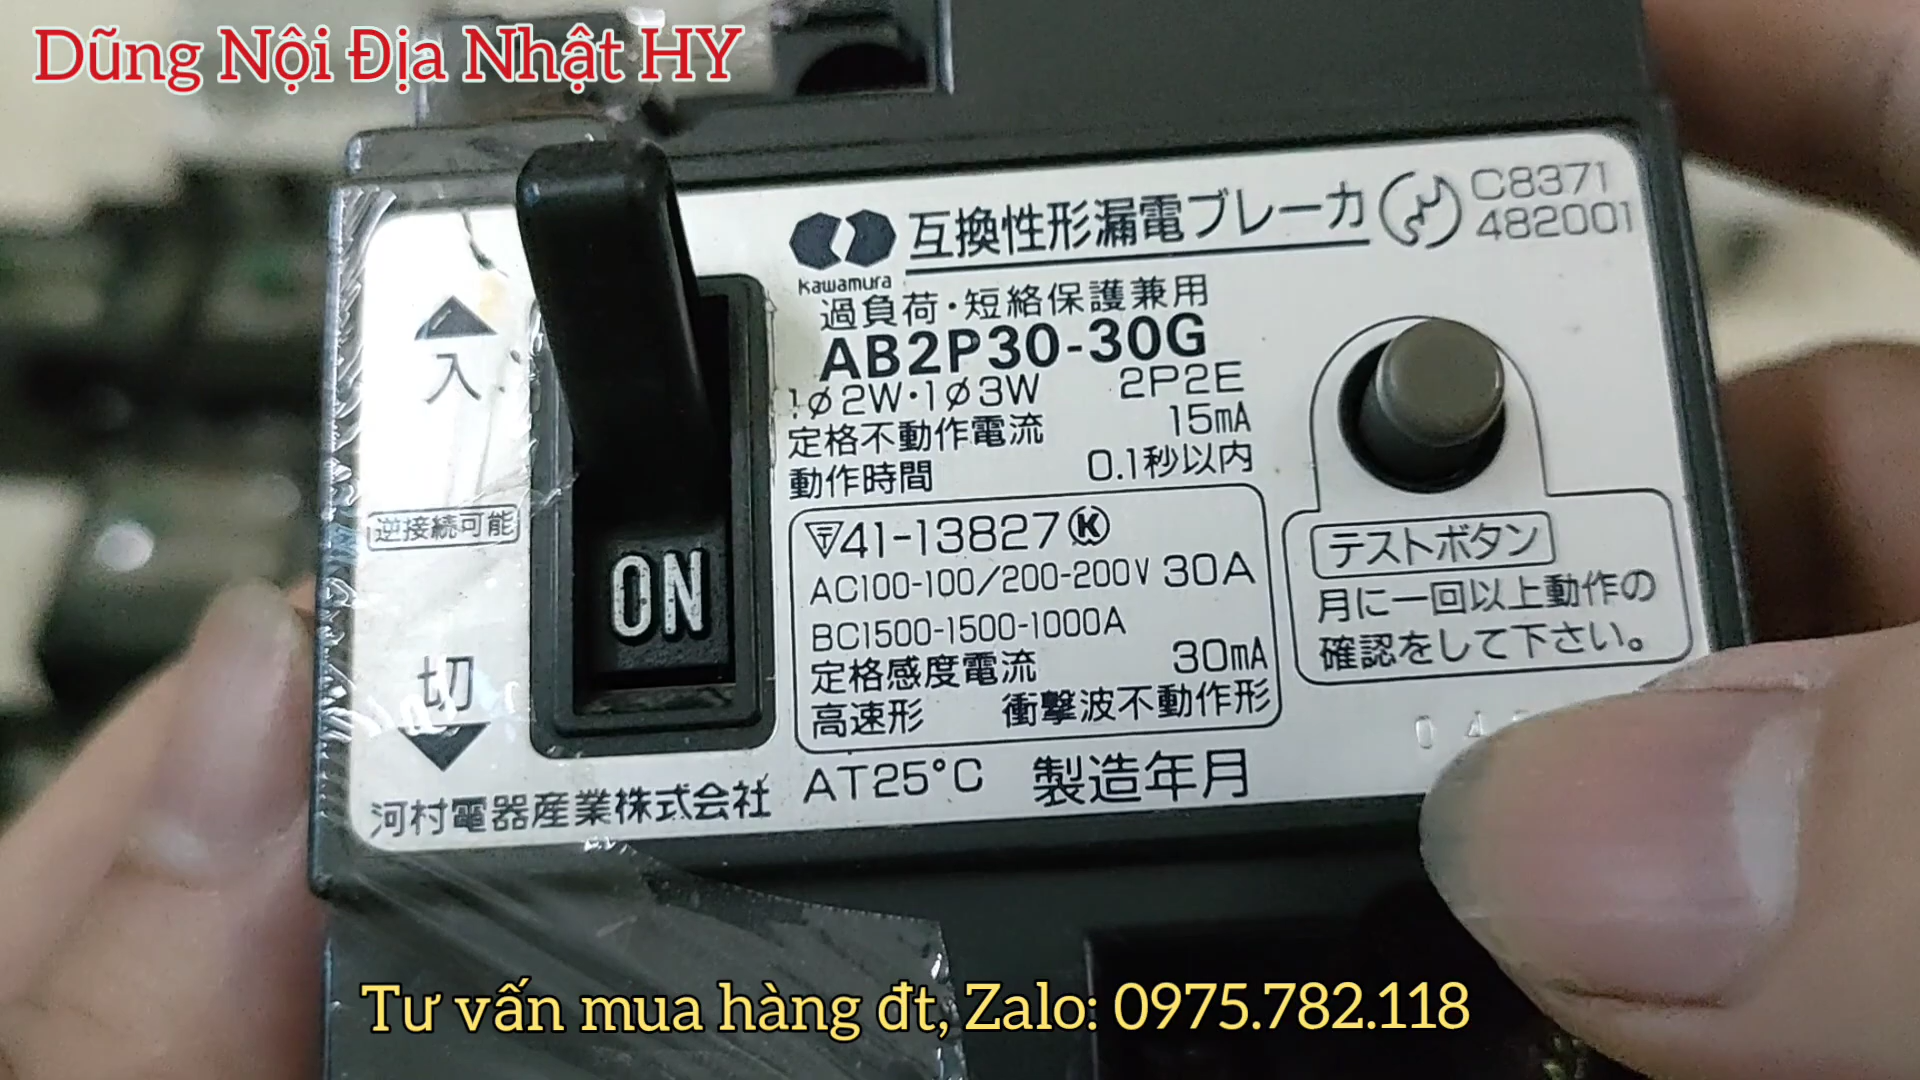 Dũng Nội Địa Nhật HY
kawamura
互換性形漏電ブレーカ
C8371
482001
過負荷・短絡保護兼用
AB2P30-30G
1φ2W・1φ3W 2P2E
定格不動作電流 15mA
動作時間 0.1秒以内
41-13827 K
AC100-100/200-200V 30A
BC1500-1500-1000A
定格感度電流 30mA
高速形 衝撃波不動作形
AT25°C 製造年月
入
逆接続可能
ON
切
河村電器産業株式会社
テストボタン
月に一回以上動作の
確認をして下さい。
Tư vấn mua hàng đt, Zalo: 0975.782.118